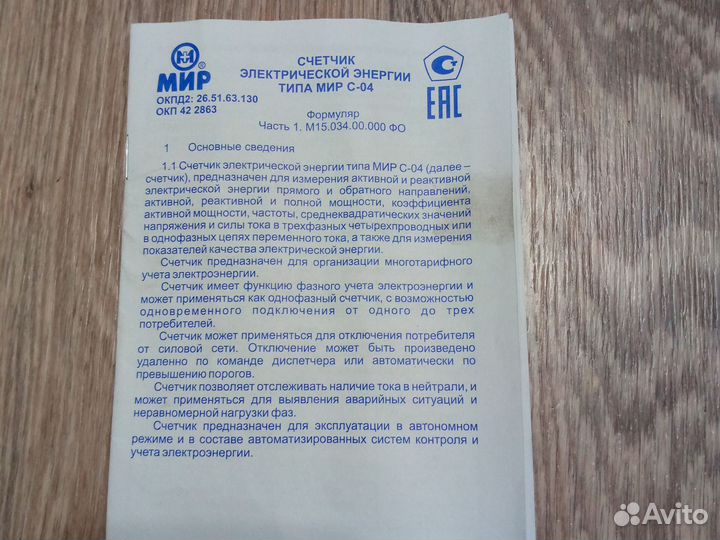 МИР®
ОКПД2: 26.51.63.130
ОКП 42 2863
СЧЕТЧИК
ЭЛЕКТРИЧЕСКОЙ ЭНЕРГИИ
ТИПА МИР С-04
Формуляр
Часть 1. М15.034.00.000 ФО
ЕАС
1 Основные сведения
1.1 Счетчик электрической энергии типа МИР С-04 (далее –
счетчик), предназначен для измерения активной и реактивной
электрической энергии прямого и обратного направлений,
активной, реактивной и полной мощности, коэффициента
активной мощности, частоты, среднеквадратических значений
напряжения и силы тока в трехфазных четырехпроводных или
в однофазных цепях переменного тока, а также для измерения
показателей качества электрической энергии.
Счетчик предназначен для организации многотарифного
учета электроэнергии.
Счетчик имеет функцию фазного учета электроэнергии и
может применяться как однофазный счетчик, с возможностью
одновременного подключения от одного до трех
потребителей.
Счетчик может применяться для отключения потребителя
от силовой сети. Отключение может быть произведено
удаленно по команде диспетчера или автоматически по
превышению порогов.
Счетчик позволяет отслеживать наличие тока в нейтрали, и
может применяться для выявления аварийных ситуаций и
неравномерной нагрузки фаз.
Счетчик предназначен для эксплуатации в автономном
режиме и в составе автоматизированных систем контроля и
учета электроэнергии.
Avito